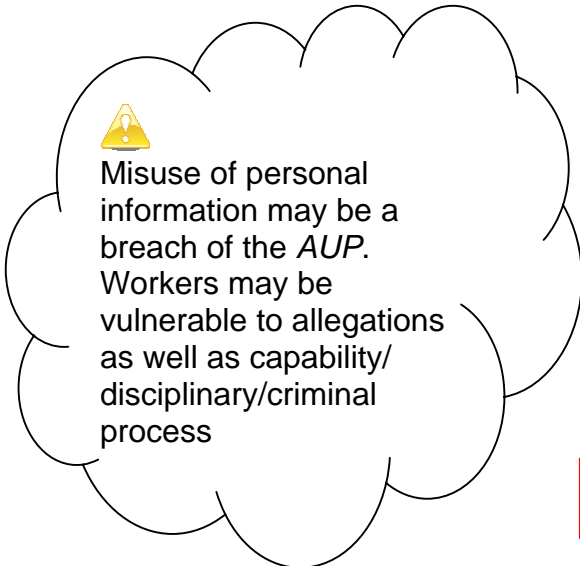 Misuse of personal
information may be a
breach of the AUP.
Workers may be
vulnerable to allegations
as well as capability/
disciplinary/criminal
process